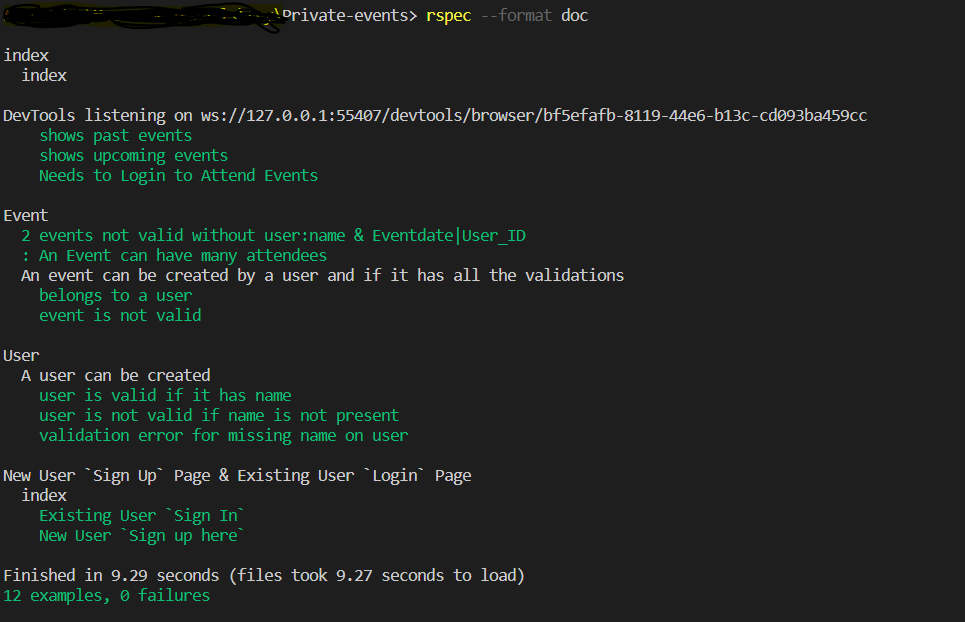 \Private-events> rspec --format doc
index
index
DevTools listening on ws://127.0.0.1:55407/devtools/browser/bf5efafb-8119-44e6-b13c-cd093ba459cc
shows past events
shows upcoming events
Needs to Login to Attend Events
Event
2 events not valid without user:name & Eventdate|User_ID
: An Event can have many attendees
An event can be created by a user and if it has all the validations
belongs to a user
event is not valid
User
A user can be created
user is valid if it has name
user is not valid if name is not present
validation error for missing name on user
New User `Sign Up` Page & Existing User `Login` Page
index
Existing User `Sign In`
New User `Sign up here`
Finished in 9.29 seconds (files took 9.27 seconds to load)
12 examples, 0 failures